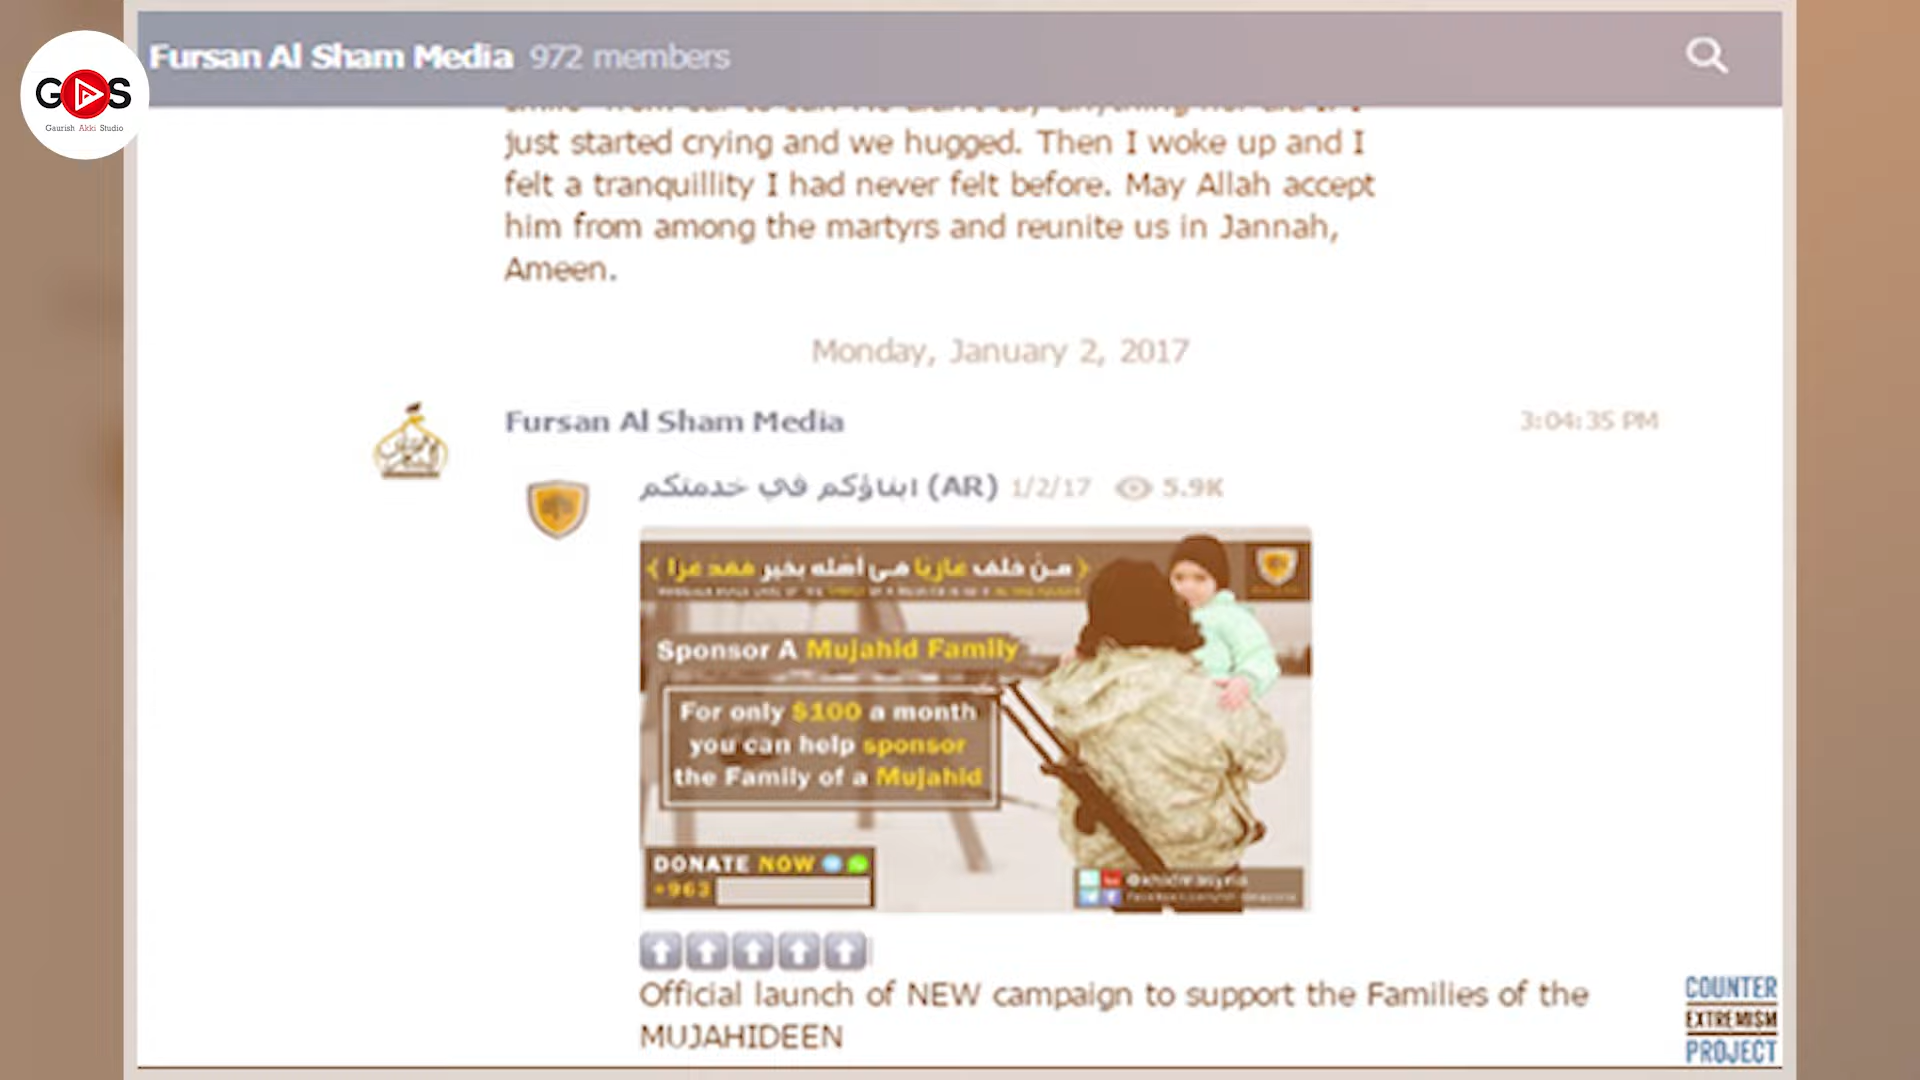 GAS
Gaurish Akki Studio
Fursan Al Sham Media 972 members
just started crying and we hugged. Then I woke up and I
felt a tranquillity I had never felt before. May Allah accept
him from among the martyrs and reunite us in Jannah,
Ameen.
Monday, January 2, 2017
Fursan Al Sham Media 3:04:35 PM
ابناؤكم في خدمتكم (AR) 1/2/17 5.9K
من خلف غازيا في أهله بخير فقد غزا
Sponsor A Mujahid Family
For only $100 a month
you can help sponsor
the Family of a Mujahid
DONATE NOW
+963
Official launch of NEW campaign to support the Families of the
MUJAHIDEEN
COUNTER
EXTREMISM
PROJECT